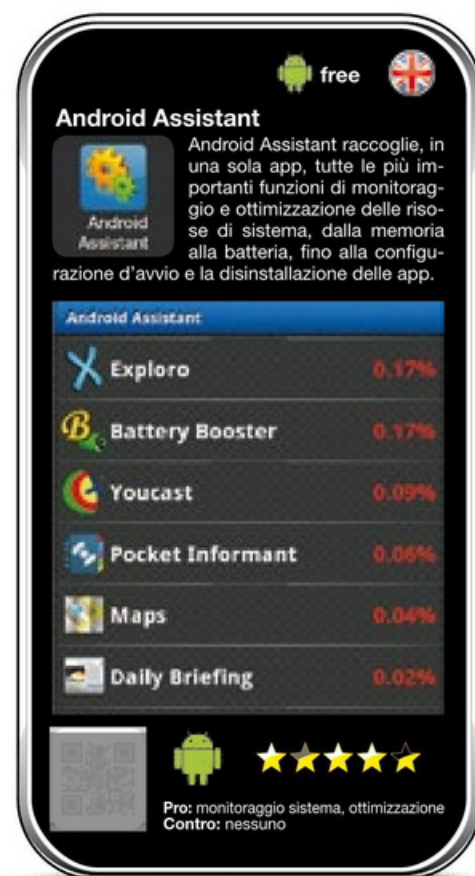 free
Android Assistant
Android
Assistant
Android Assistant raccoglie, in
una sola app, tutte le più im-
portanti funzioni di monitorag-
gio e ottimizzazione delle riso-
se di sistema, dalla memoria
alla batteria, fino alla configu-
razione d'avvio e la disinstallazione delle app.
Android Assistant
Exploro 0.17%
Battery Booster 0.17%
Youcast 0.09%
Pocket Informant 0.06%
Maps 0.04%
Daily Briefing 0.02%
Pro: monitoraggio sistema, ottimizzazione
Contro: nessuno